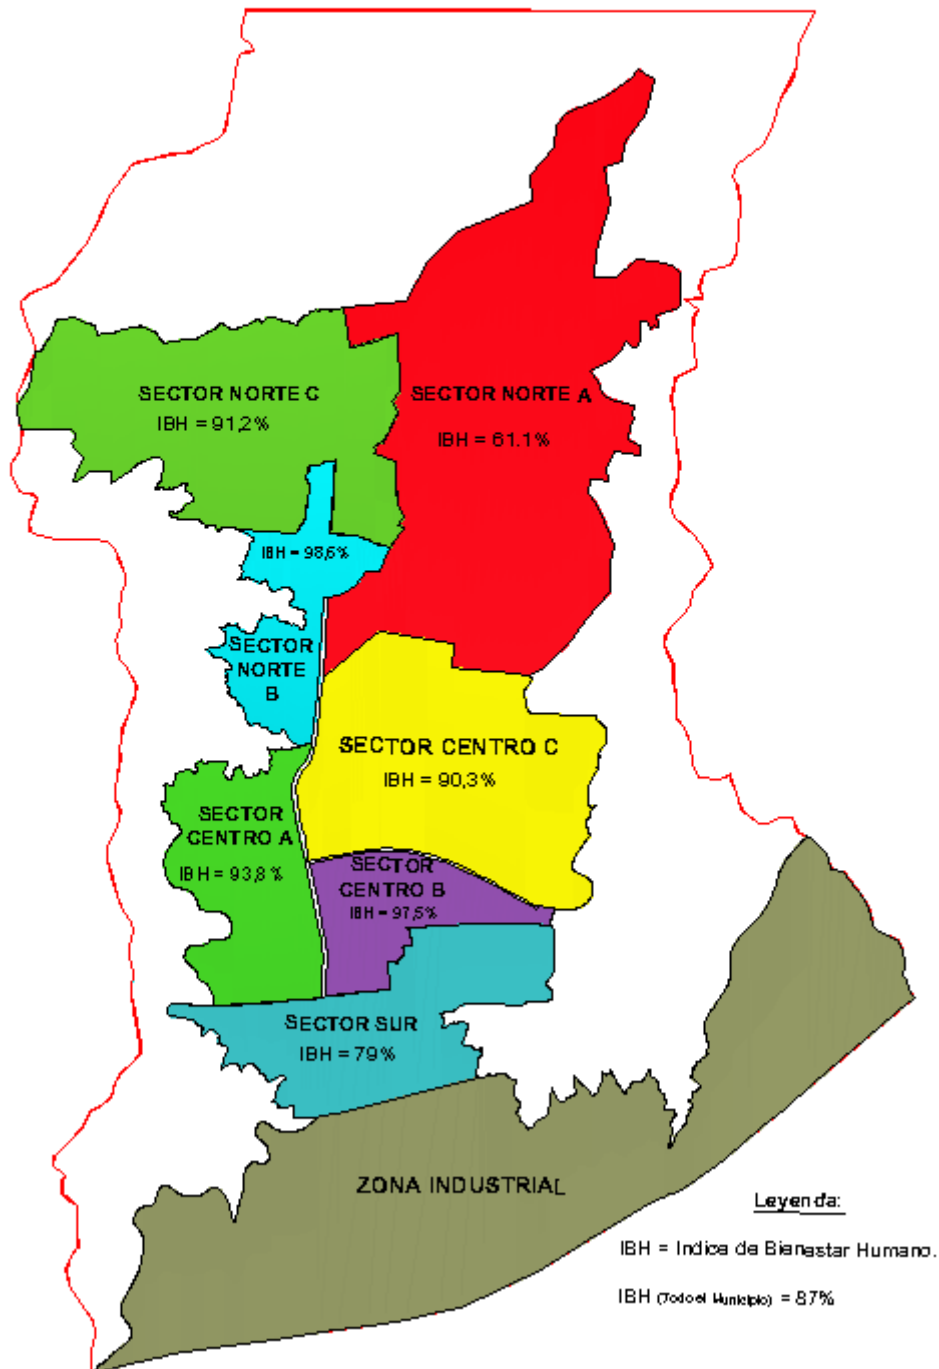 SECTOR NORTE C
IBH = 91,2%
SECTOR NORTE A
IBH = 61.1%
IBH = 98,6%
SECTOR
NORTE
B
SECTOR CENTRO C
IBH = 90,3%
SECTOR
CENTRO A
IBH = 93,8%
SECTOR
CENTRO B
IBH = 97,5%
SECTOR SUR
IBH = 79%
ZONA INDUSTRIAL
Leyenda:
IBH = Indice de Bienestar Humano.
IBH (Todo el Municipio) = 87%